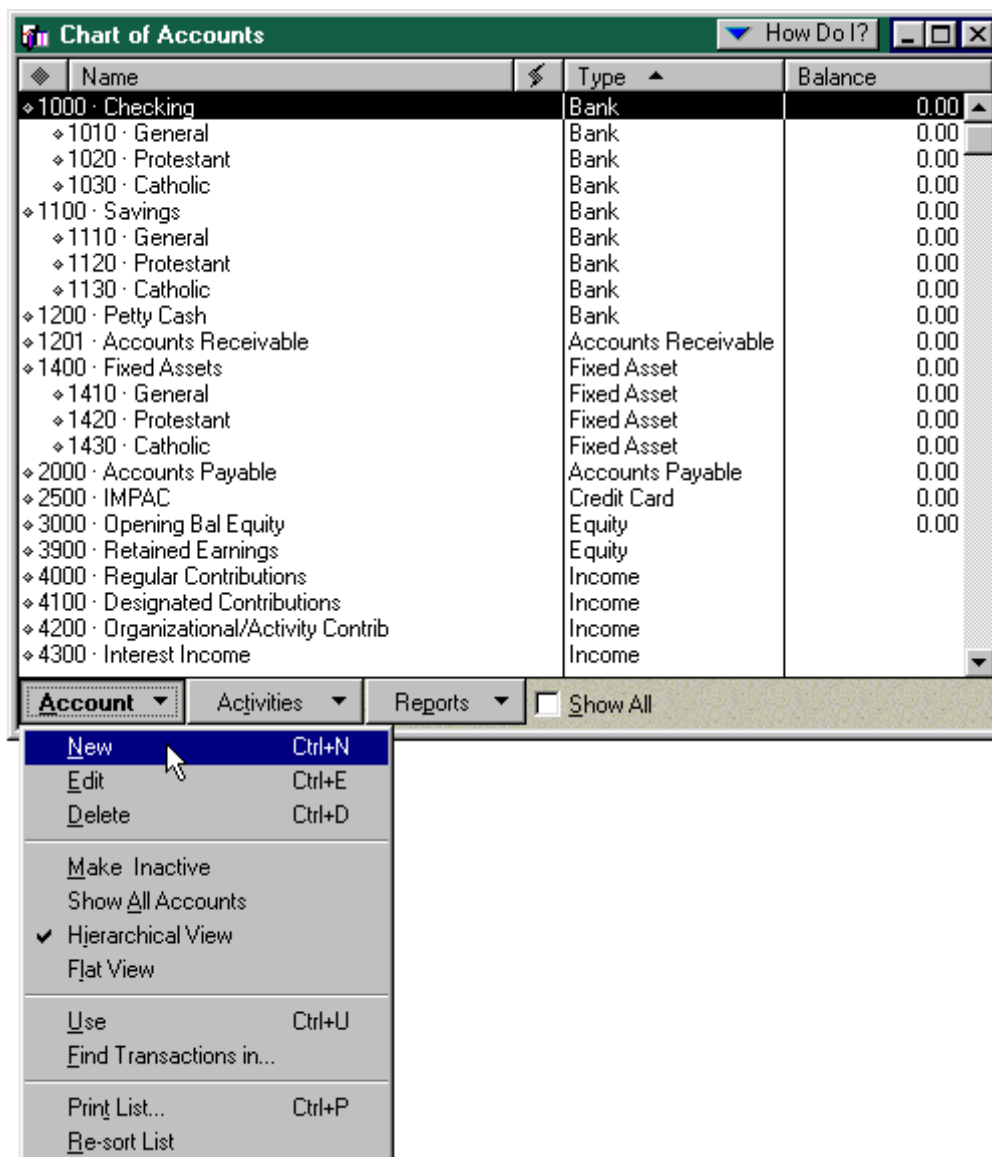 Chart of Accounts How Do I?
Name Type Balance
1000 · Checking Bank 0.00
1010 · General Bank 0.00
1020 · Protestant Bank 0.00
1030 · Catholic Bank 0.00
1100 · Savings Bank 0.00
1110 · General Bank 0.00
1120 · Protestant Bank 0.00
1130 · Catholic Bank 0.00
1200 · Petty Cash Bank 0.00
1201 · Accounts Receivable Accounts Receivable 0.00
1400 · Fixed Assets Fixed Asset 0.00
1410 · General Fixed Asset 0.00
1420 · Protestant Fixed Asset 0.00
1430 · Catholic Fixed Asset 0.00
2000 · Accounts Payable Accounts Payable 0.00
2500 · IMPAC Credit Card 0.00
3000 · Opening Bal Equity Equity 0.00
3900 · Retained Earnings Equity
4000 · Regular Contributions Income
4100 · Designated Contributions Income
4200 · Organizational/Activity Contrib Income
4300 · Interest Income Income
Account Activities Reports Show All
New Ctrl+N
Edit Ctrl+E
Delete Ctrl+D
Make Inactive
Show All Accounts
Hierarchical View
Flat View
Use Ctrl+U
Find Transactions in...
Print List... Ctrl+P
Re-sort List